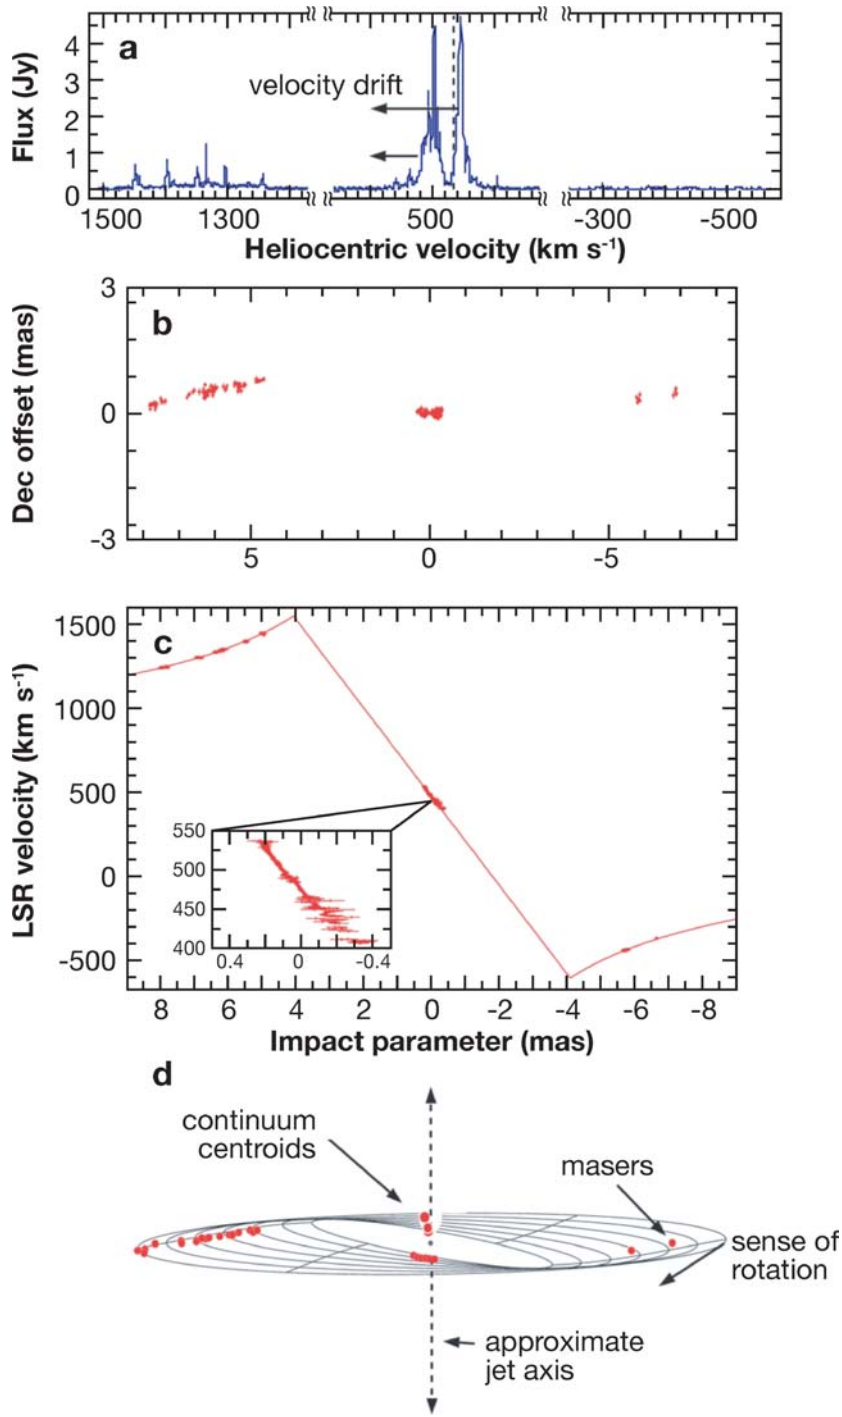 a
velocity drift
Flux (Jy)
4
3
2
1
0
1500 1300 500 -300 -500
Heliocentric velocity (km s⁻¹)
b
Dec offset (mas)
3
0
-3
5 0 -5
c
LSR velocity (km s⁻¹)
1500
1000
500
0
-500
550
500
450
400
0.4 0 -0.4
8 6 4 2 0 -2 -4 -6 -8
Impact parameter (mas)
d
continuum
centroids
masers
sense of
rotation
approximate
jet axis